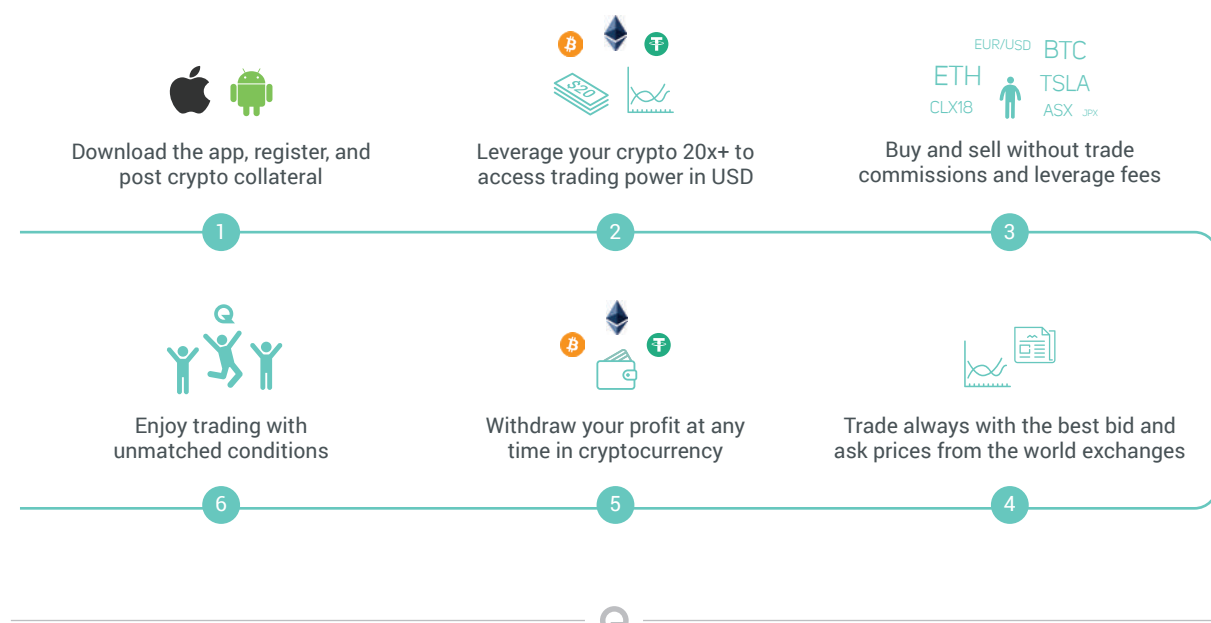 $20
EUR/USD
BTC
ETH
TSLA
CLX18
ASX JPX
Download the app, register, and
post crypto collateral
Leverage your crypto 20x+ to
access trading power in USD
Buy and sell without trade
commissions and leverage fees
1
2
3
Enjoy trading with
unmatched conditions
Withdraw your profit at any
time in cryptocurrency
Trade always with the best bid and
ask prices from the world exchanges
6
5
4